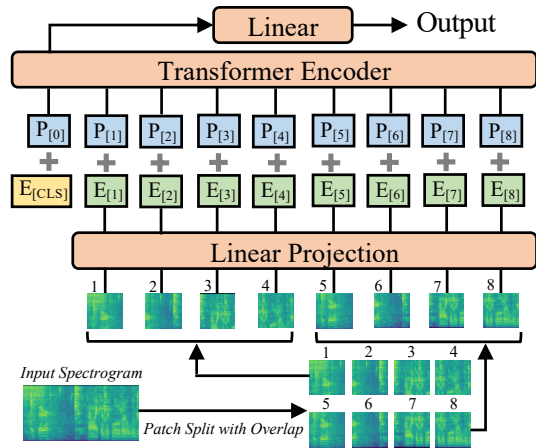 Linear Output
Transformer Encoder
P[0] P[1] P[2] P[3] P[4] P[5] P[6] P[7] P[8]
+ + + + + + + + +
E[CLS] E[1] E[2] E[3] E[4] E[5] E[6] E[7] E[8]
Linear Projection
1 2 3 4 5 6 7 8
1 2 3 4
Input Spectrogram
5 6 7 8
Patch Split with Overlap